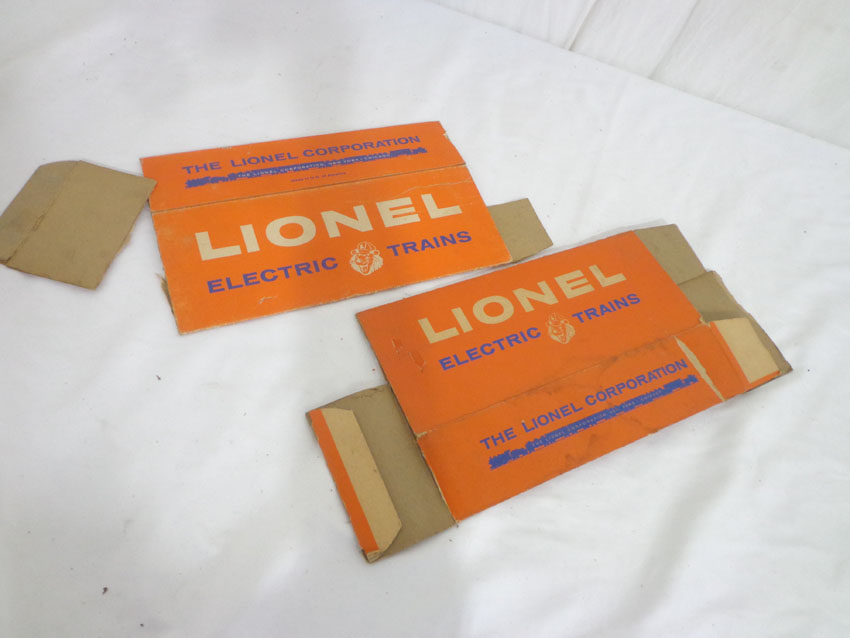 THE LIONEL CORPORATION
LIONEL
ELECTRIC TRAINS
LIONEL
ELECTRIC TRAINS
THE LIONEL CORPORATION